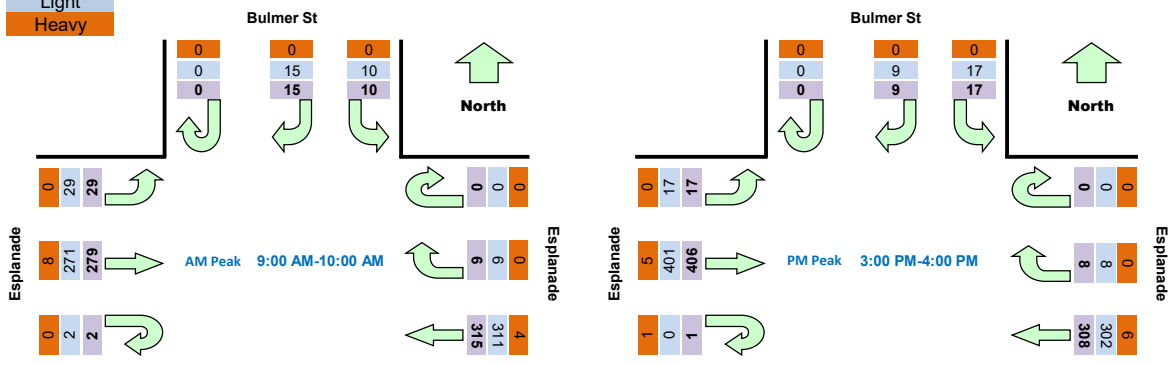 Light
Heavy
Bulmer St
0 0 0
0 15 10
0 15 10
North
0 29 29
0 0 0
Esplanade
8 271 279
AM Peak 9:00 AM-10:00 AM
9 9 0
Esplanade
0 2 2
315 311 4
Bulmer St
0 0 0
0 9 17
0 9 17
North
0 17 17
0 0 0
Esplanade
5 401 406
PM Peak 3:00 PM-4:00 PM
8 8 0
Esplanade
1 0 1
308 302 6